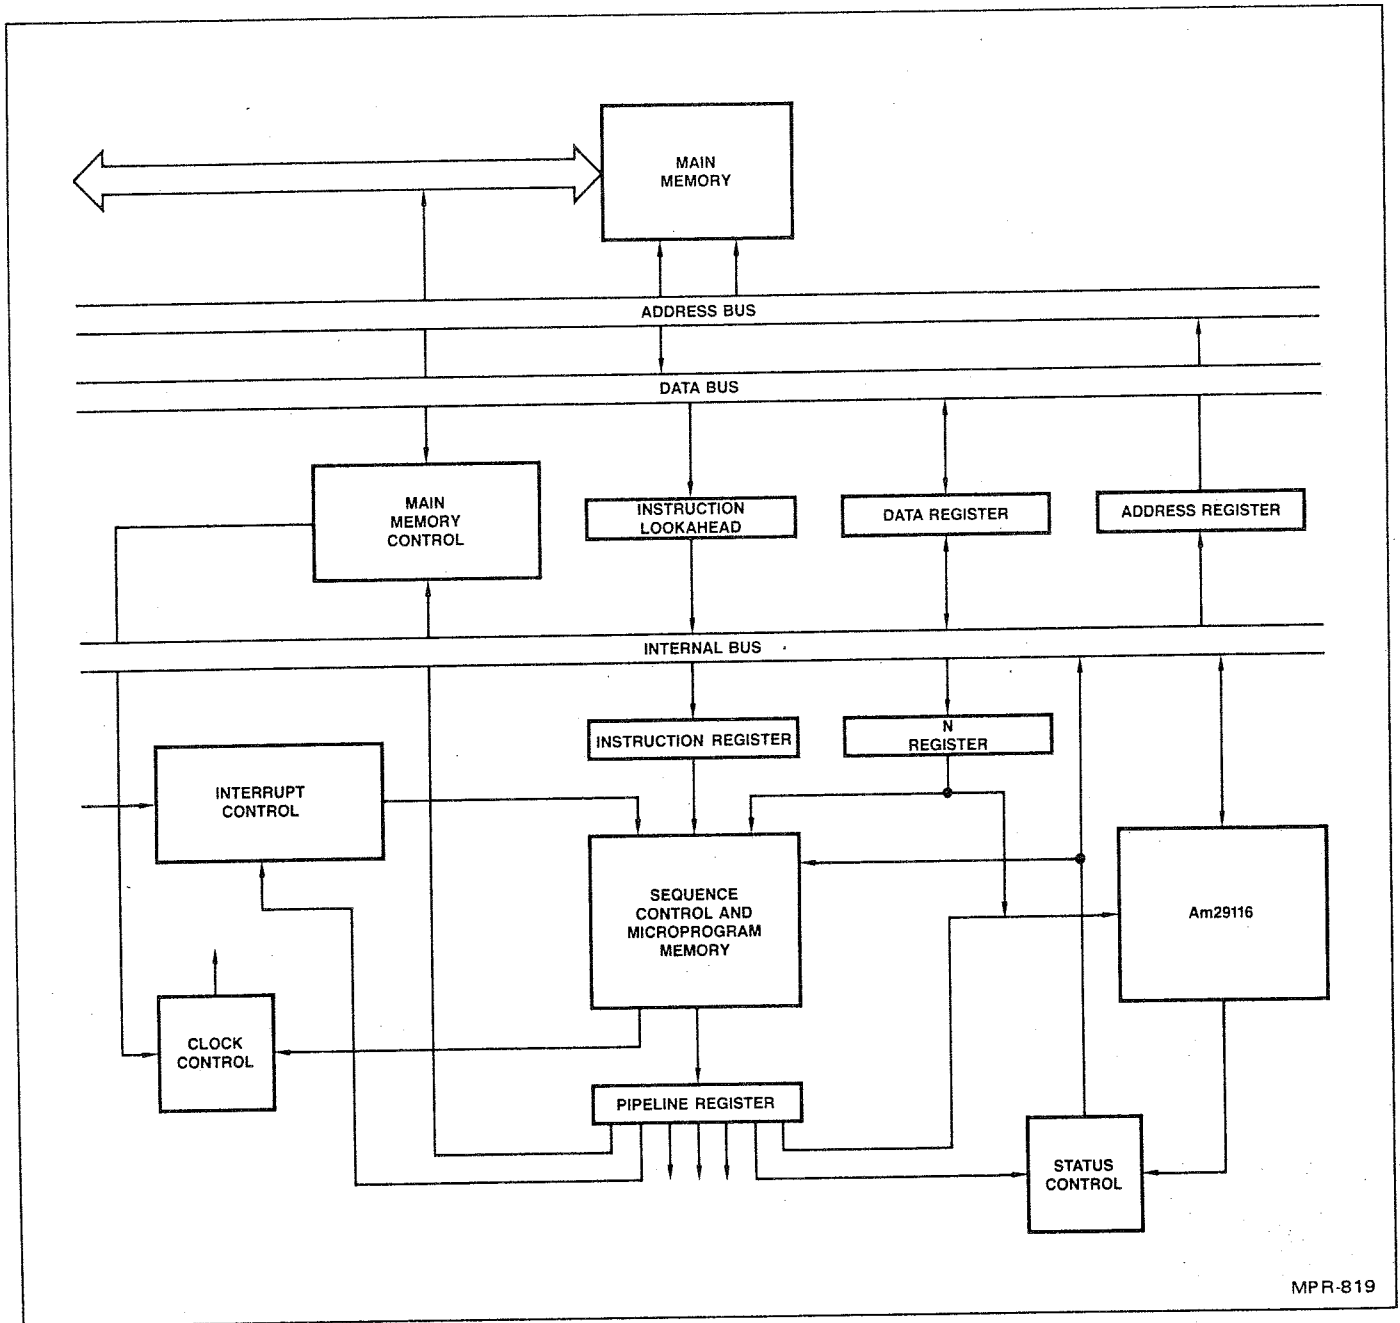 MAIN
MEMORY
ADDRESS BUS
DATA BUS
MAIN
MEMORY
CONTROL
INSTRUCTION
LOOKAHEAD
DATA REGISTER
ADDRESS REGISTER
INTERNAL BUS
INSTRUCTION REGISTER
N
REGISTER
INTERRUPT
CONTROL
SEQUENCE
CONTROL AND
MICROPROGRAM
MEMORY
Am29116
CLOCK
CONTROL
PIPELINE REGISTER
STATUS
CONTROL
MPR-819